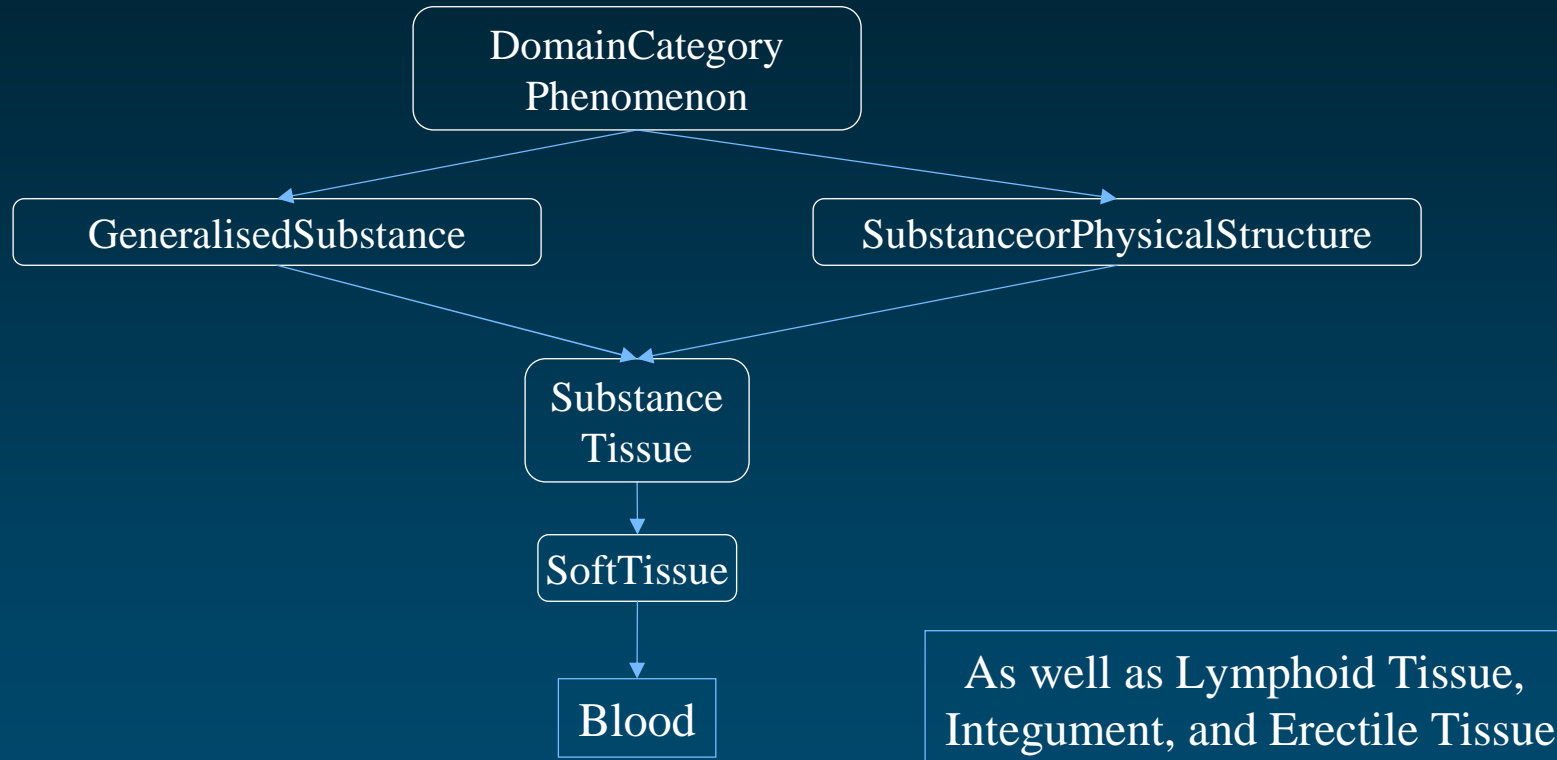 DomainCategory
Phenomenon
GeneralisedSubstance
SubstanceorPhysicalStructure
Substance
Tissue
SoftTissue
Blood
As well as Lymphoid Tissue,
Integument, and Erectile Tissue